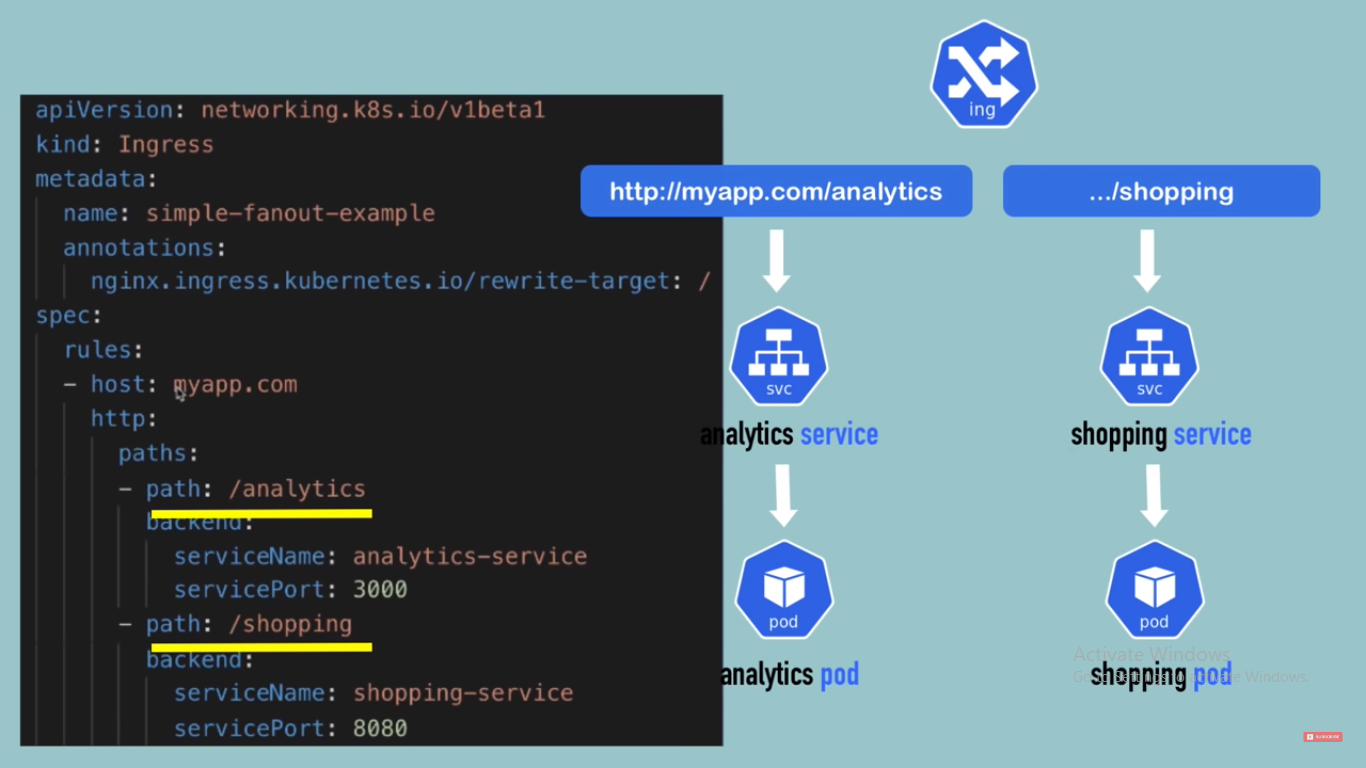 apiVersion: networking.k8s.io/v1beta1
kind: Ingress
metadata:
name: simple-fanout-example
annotations:
nginx.ingress.kubernetes.io/rewrite-target: /
spec:
rules:
- host: myapp.com
http:
paths:
- path: /analytics
backend:
serviceName: analytics-service
servicePort: 3000
- path: /shopping
backend:
serviceName: shopping-service
servicePort: 8080
ing
http://myapp.com/analytics
.../shopping
svc
svc
analytics service
shopping service
pod
pod
analytics pod
shopping pod
Activate Windows
Go to Settings to activate Windows.
SUBSCRIBE